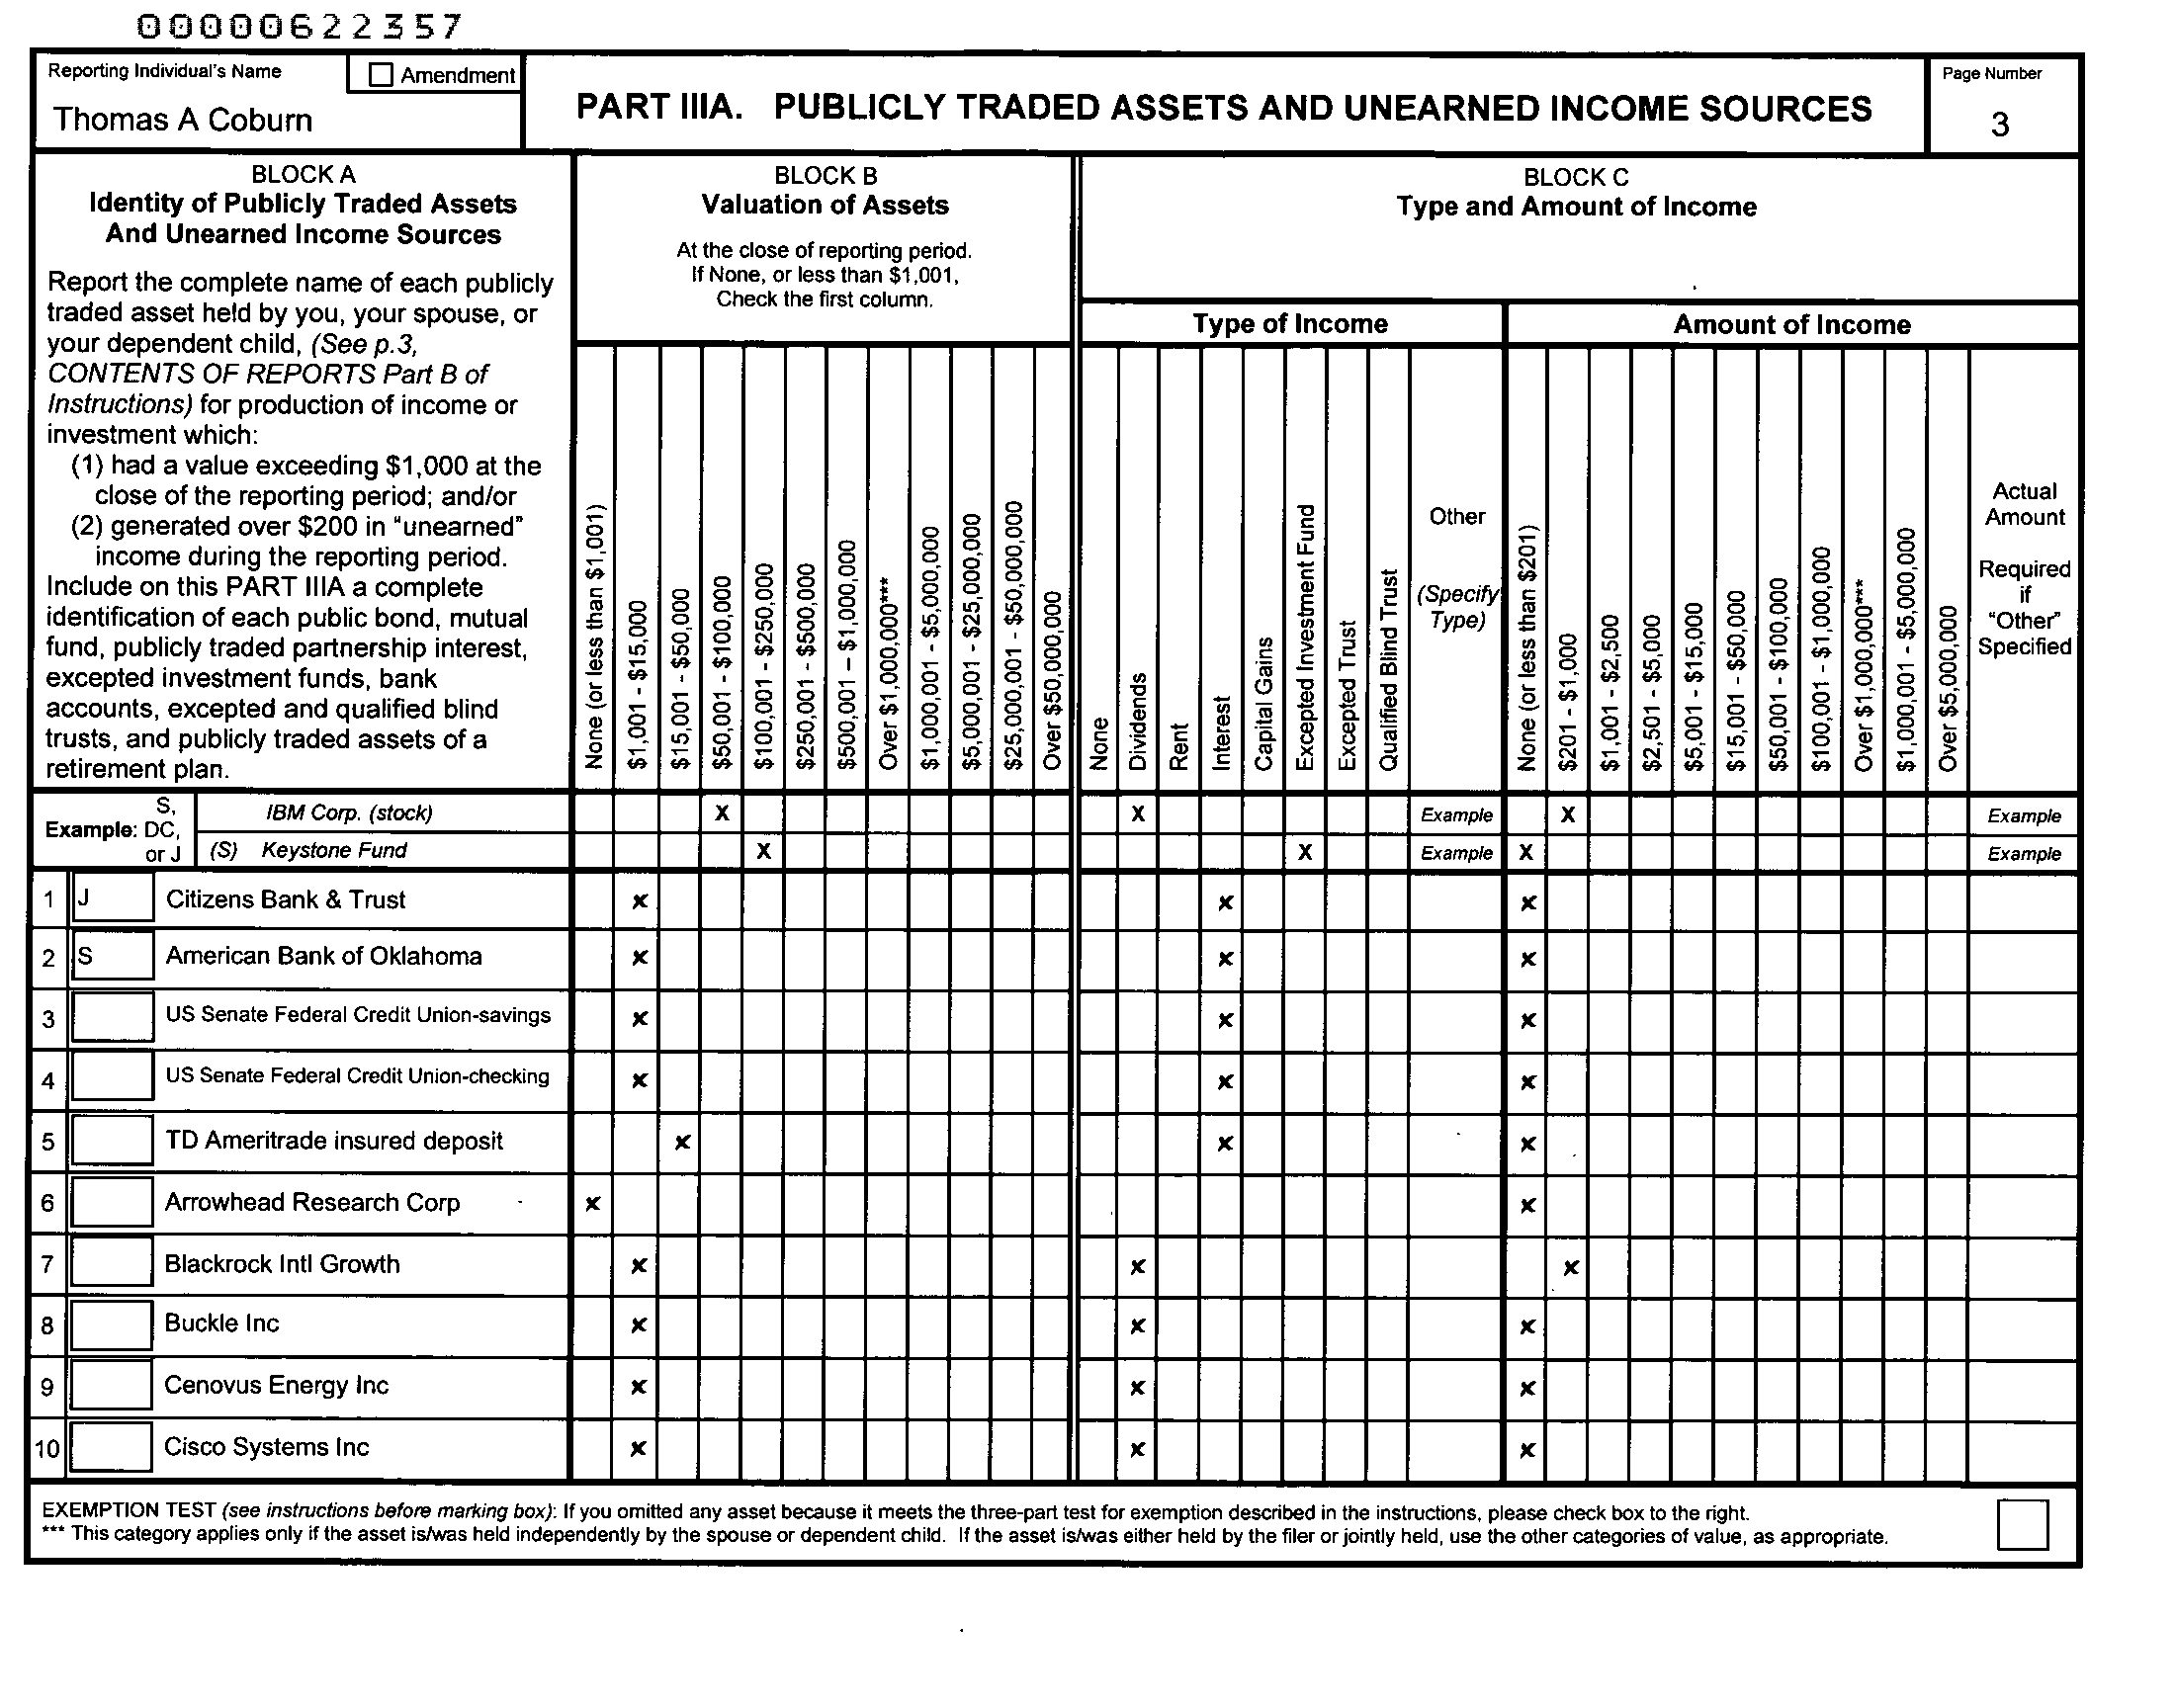 00000622357
Reporting Individual's Name
Amendment
Thomas A Coburn
PART IIIA. PUBLICLY TRADED ASSETS AND UNEARNED INCOME SOURCES
Page Number
3
BLOCK A
Identity of Publicly Traded Assets
And Unearned Income Sources
Report the complete name of each publicly
traded asset held by you, your spouse, or
your dependent child, (See p.3,
CONTENTS OF REPORTS Part B of
Instructions) for production of income or
investment which:
(1) had a value exceeding $1,000 at the
close of the reporting period; and/or
(2) generated over $200 in "unearned"
income during the reporting period.
Include on this PART IIIA a complete
identification of each public bond, mutual
fund, publicly traded partnership interest,
excepted investment funds, bank
accounts, excepted and qualified blind
trusts, and publicly traded assets of a
retirement plan.
BLOCK B
Valuation of Assets
At the close of reporting period.
If None, or less than $1,001,
Check the first column.
None (or less than $1,001)
$1,001 - $15,000
$15,001 - $50,000
$50,001 - $100,000
$100,001 - $250,000
$250,001 - $500,000
$500,001 – $1,000,000
Over $1,000,000***
$1,000,001 - $5,000,000
$5,000,001 - $25,000,000
$25,000,001 - $50,000,000
Over $50,000,000
BLOCK C
Type and Amount of Income
Type of Income
None
Dividends
Rent
Interest
Capital Gains
Excepted Investment Fund
Excepted Trust
Qualified Blind Trust
Other
(Specify
Type)
Amount of Income
None (or less than $201)
$201 - $1,000
$1,001 - $2,500
$2,501 - $5,000
$5,001 - $15,000
$15,001 - $50,000
$50,001 - $100,000
$100,001 - $1,000,000
Over $1,000,000***
$1,000,001 - $5,000,000
Over $5,000,000
Actual
Amount
Required
if
"Other"
Specified
Example: S, DC, or J
IBM Corp. (stock) X X Example X Example
(S) Keystone Fund X X Example X Example
1 J Citizens Bank & Trust x x x
2 S American Bank of Oklahoma x x x
3 US Senate Federal Credit Union-savings x x x
4 US Senate Federal Credit Union-checking x x x
5 TD Ameritrade insured deposit x x x
6 Arrowhead Research Corp x x
7 Blackrock Intl Growth x x x
8 Buckle Inc x x x
9 Cenovus Energy Inc x x x
10 Cisco Systems Inc x x x
EXEMPTION TEST (see instructions before marking box): If you omitted any asset because it meets the three-part test for exemption described in the instructions, please check box to the right.
*** This category applies only if the asset is/was held independently by the spouse or dependent child. If the asset is/was either held by the filer or jointly held, use the other categories of value, as appropriate.